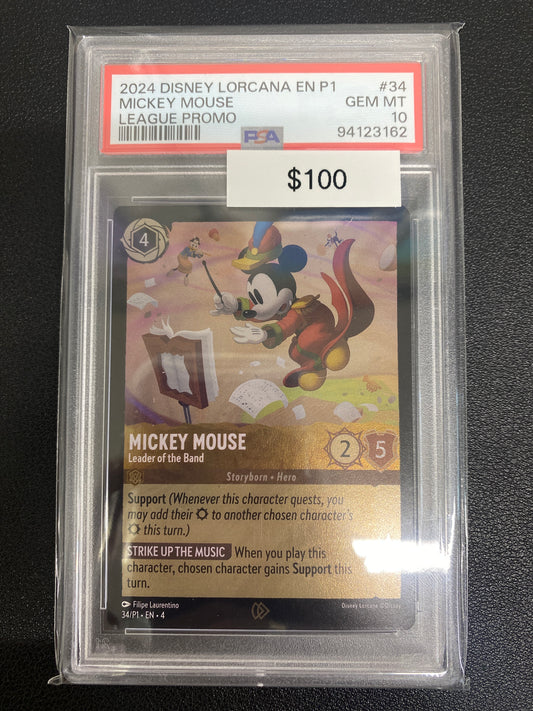 2024 DISNEY LORCANA EN P1 #34
MICKEY MOUSE GEM MT
LEAGUE PROMO 10
PSA 94123162
$100
4
MICKEY MOUSE
Leader of the Band
2 5
Storyborn • Hero
Support (Whenever this character quests, you
may add their to another chosen character's
this turn.)
STRIKE UP THE MUSIC When you play this
character, chosen character gains Support this
turn.
Filipe Laurentino
34/P1 • EN • 4
Disney Lorcana ©Disney